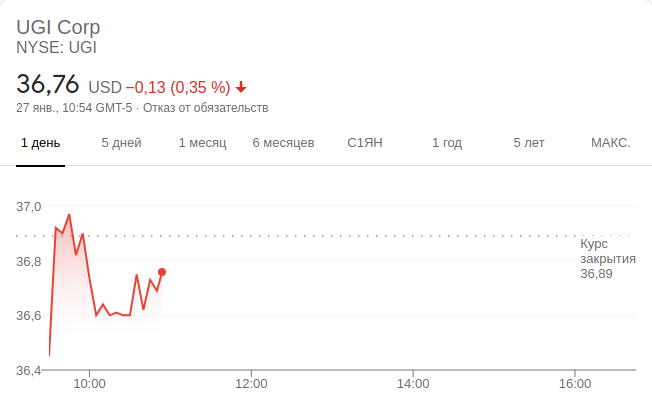 UGI Corp
NYSE: UGI
36,76 USD −0,13 (0,35 %)
27 янв., 10:54 GMT-5 · Отказ от обязательств
1 день 5 дней 1 месяц 6 месяцев С1ЯН 1 год 5 лет МАКС.
37,0
Курс
закрытия
36,8
36,89
36,6
36,4
10:00 12:00 14:00 16:00